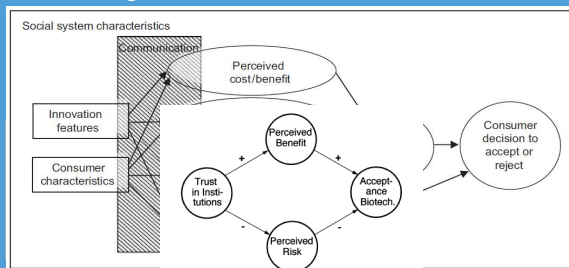 Social system characteristics
Communication
Perceived
cost/benefit
Innovation
features
Consumer
characteristics
Consumer
decision to
accept or
reject
Perceived
Benefit
+
+
Trust
in Insti-
tutions
Accept-
ance
Biotech.
-
-
Perceived
Risk